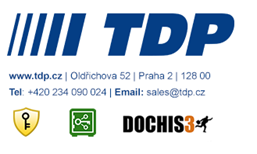 TDP
www.tdp.cz | Oldřichova 52 | Praha 2 | 128 00
Tel: +420 234 090 024 | Email: sales@tdp.cz
DOCHIS3